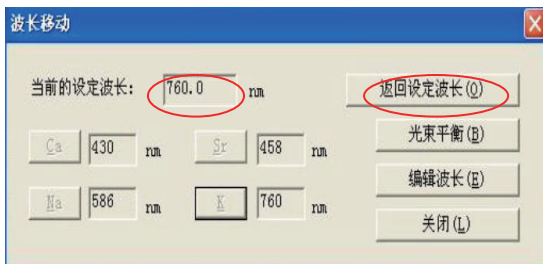 波长移动
当前的设定波长: 760.0 nm
返回设定波长(O)
Ca 430 nm Sr 458 nm
光束平衡(B)
编辑波长(E)
Na 586 nm K 760 nm
关闭(L)